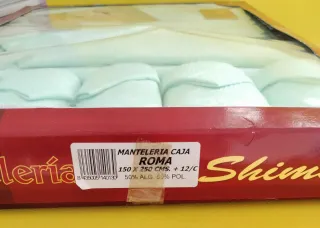 MANTELERIA CAJA
ROMA
150 X 250 CMS. + 12/C
50% ALG. 50% POL.
lería
Shim